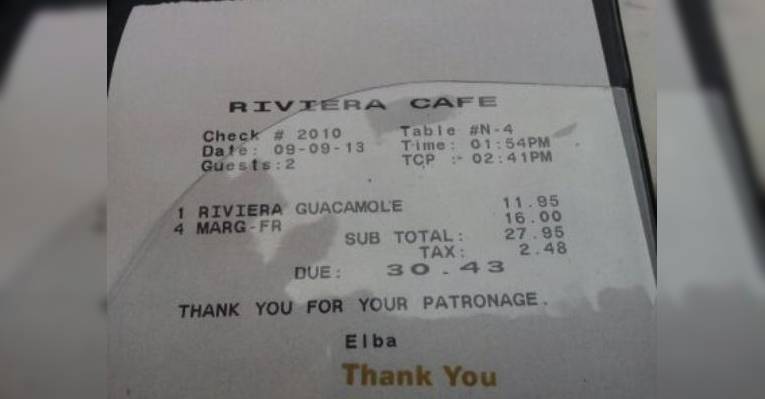 RIVIERA CAFE
Check # 2010 Table #N-4
Date: 09-09-13 Time: 01:54PM
Guests:2 TCP : 02:41PM
1 RIVIERA GUACAMOLE 11.95
4 MARG-FR 16.00
SUB TOTAL: 27.95
TAX: 2.48
DUE: 30.43
THANK YOU FOR YOUR PATRONAGE.
Elba
Thank You